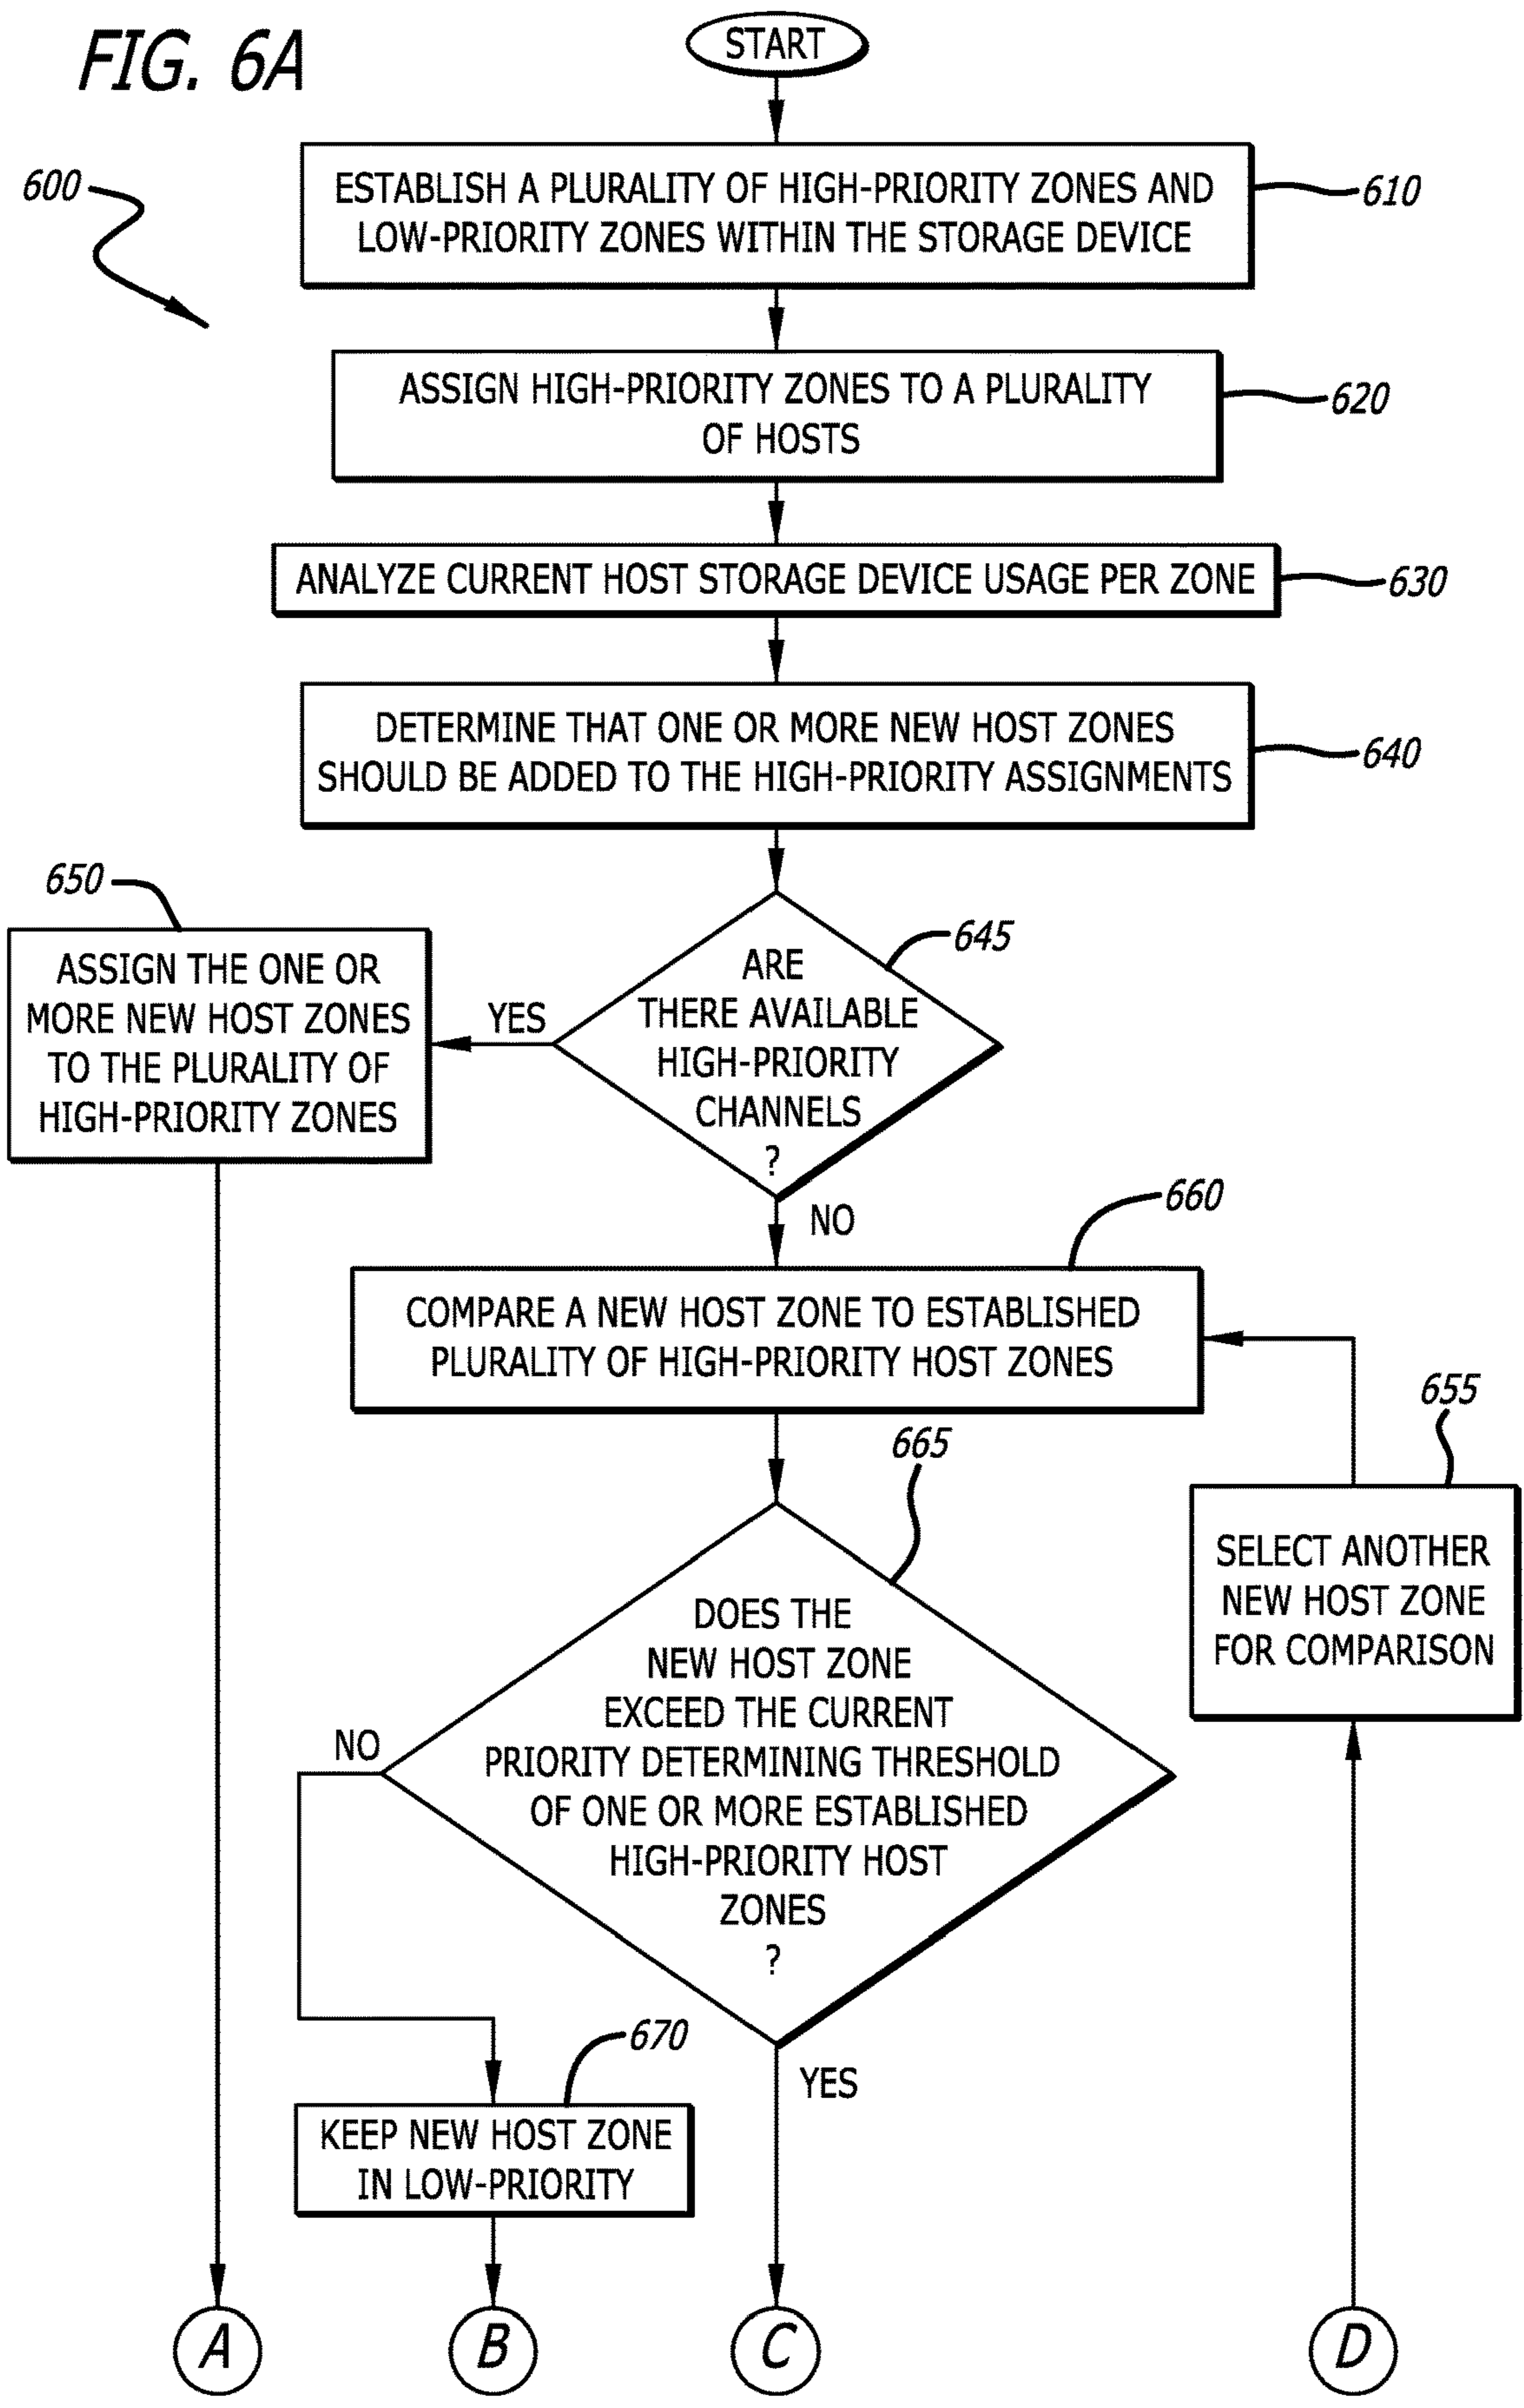 FIG. 6A
START
600
ESTABLISH A PLURALITY OF HIGH-PRIORITY ZONES AND
LOW-PRIORITY ZONES WITHIN THE STORAGE DEVICE
610
ASSIGN HIGH-PRIORITY ZONES TO A PLURALITY
OF HOSTS
620
ANALYZE CURRENT HOST STORAGE DEVICE USAGE PER ZONE
630
DETERMINE THAT ONE OR MORE NEW HOST ZONES
SHOULD BE ADDED TO THE HIGH-PRIORITY ASSIGNMENTS
640
645
ARE
THERE AVAILABLE
HIGH-PRIORITY
CHANNELS
?
YES
650
ASSIGN THE ONE OR
MORE NEW HOST ZONES
TO THE PLURALITY OF
HIGH-PRIORITY ZONES
NO
660
COMPARE A NEW HOST ZONE TO ESTABLISHED
PLURALITY OF HIGH-PRIORITY HOST ZONES
655
SELECT ANOTHER
NEW HOST ZONE
FOR COMPARISON
665
DOES THE
NEW HOST ZONE
EXCEED THE CURRENT
PRIORITY DETERMINING THRESHOLD
OF ONE OR MORE ESTABLISHED
HIGH-PRIORITY HOST
ZONES
?
NO
670
KEEP NEW HOST ZONE
IN LOW-PRIORITY
YES
A
B
C
D